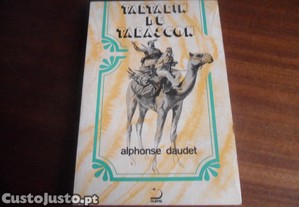 TARTARIN
DE
TARASCON
alphonse daudet
CustoJusto.pt